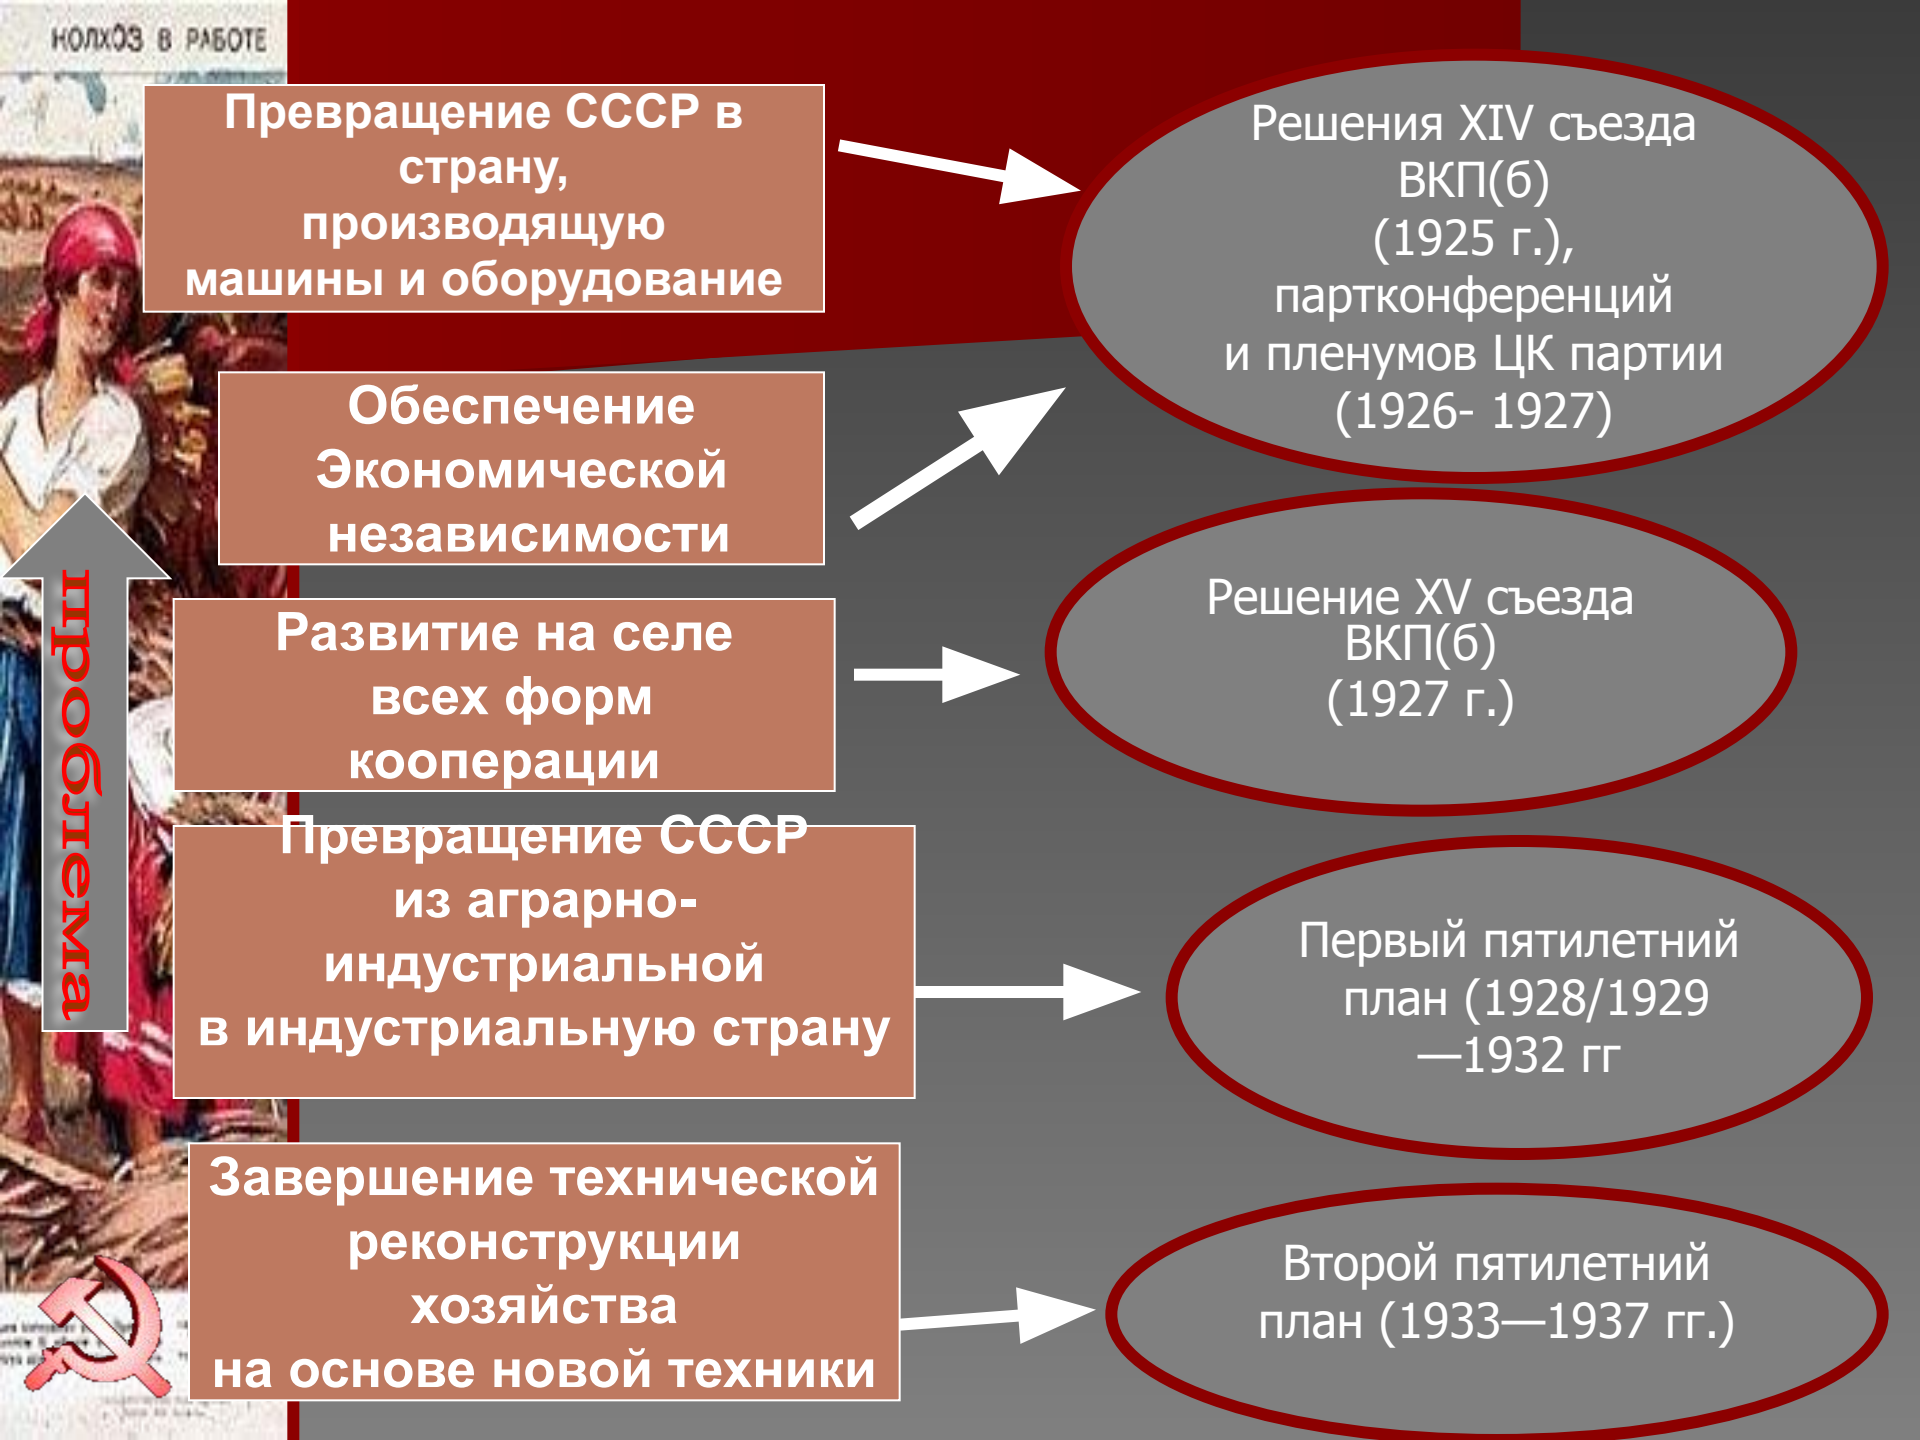 КОЛХОЗ В РАБОТЕ
Превращение СССР в
страну,
производящую
машины и оборудование
Решения XIV съезда
ВКП(б)
(1925 г.),
партконференций
и пленумов ЦК партии
(1926- 1927)
Обеспечение
Экономической
независимости
проблема
Развитие на селе
всех форм
кооперации
Решение XV съезда
ВКП(б)
(1927 г.)
Превращение СССР
из аграрно-
индустриальной
в индустриальную страну
Первый пятилетний
план (1928/1929
—1932 гг
Завершение технической
реконструкции
хозяйства
на основе новой техники
Второй пятилетний
план (1933—1937 гг.)